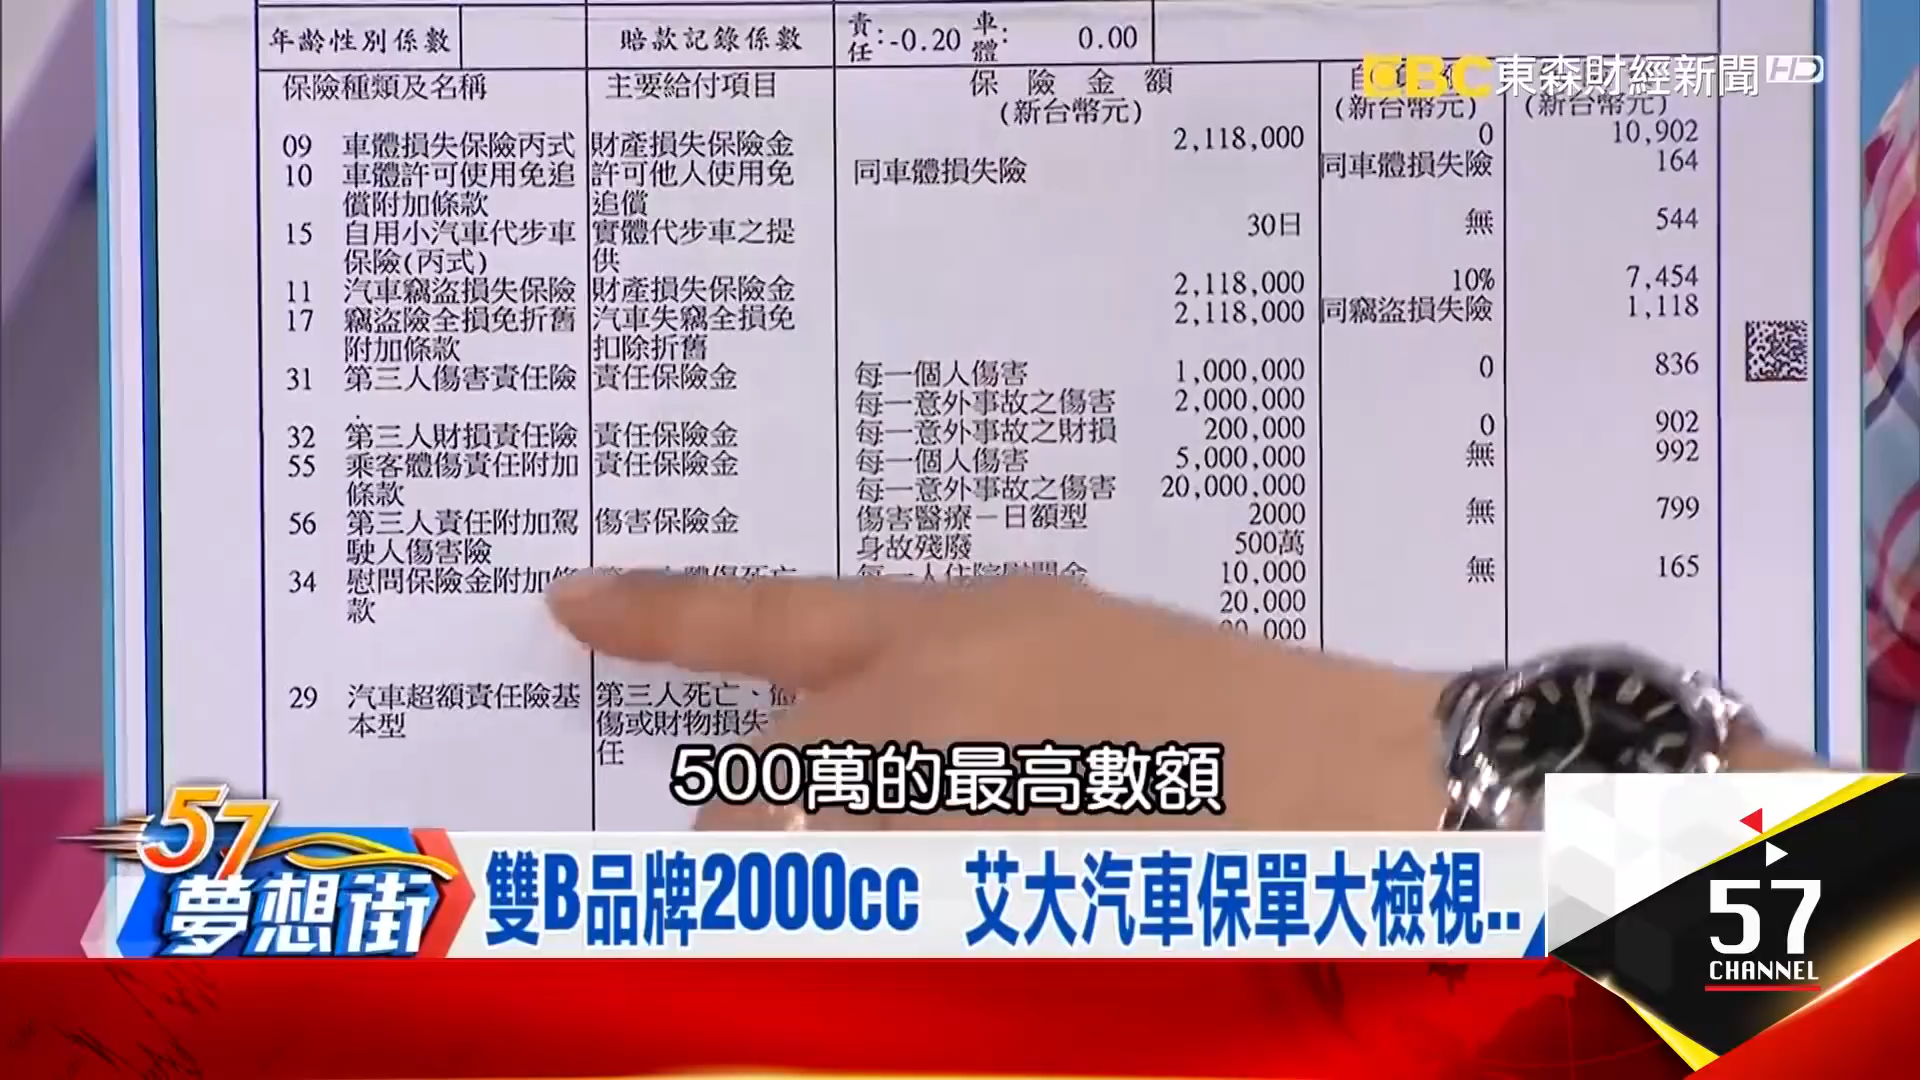 年齡性別係數 賠款記錄係數 責任:-0.20 車體: 0.00
保險種類及名稱 主要給付項目 保險金額
(新台幣元) (新台幣元) (新台幣元)
09 車體損失保險丙式 財產損失保險金 2,118,000 0 10,902
10 車體許可使用免追 許可他人使用免 同車體損失險 同車體損失險 164
償附加條款 追償
15 自用小汽車代步車 實體代步車之提 30日 無 544
保險(丙式) 供
11 汽車竊盜損失保險 財產損失保險金 2,118,000 10% 7,454
17 竊盜險全損免折舊 汽車失竊全損免 2,118,000 同竊盜損失險 1,118
附加條款 扣除折舊
31 第三人傷害責任險 責任保險金 每一個人傷害 1,000,000 0 836
每一意外事故之傷害 2,000,000
32 第三人財損責任險 責任保險金 每一意外事故之財損 200,000 0 902
55 乘客體傷責任附加 責任保險金 每一個人傷害 5,000,000 無 992
條款 每一意外事故之傷害 20,000,000
56 第三人責任附加駕 傷害保險金 傷害醫療－日額型 2000 無 799
駛人傷害險 身故殘廢 500萬
34 慰問保險金附加條 體傷死亡 每一人住院慰問金 10,000 無 165
款 20,000
29 汽車超額責任險基 第三人死亡、
本型 傷或財物損失
任
EBC東森財經新聞HD
500萬的最高數額
57夢想街
雙B品牌2000cc 艾大汽車保單大檢視..
57
CHANNEL